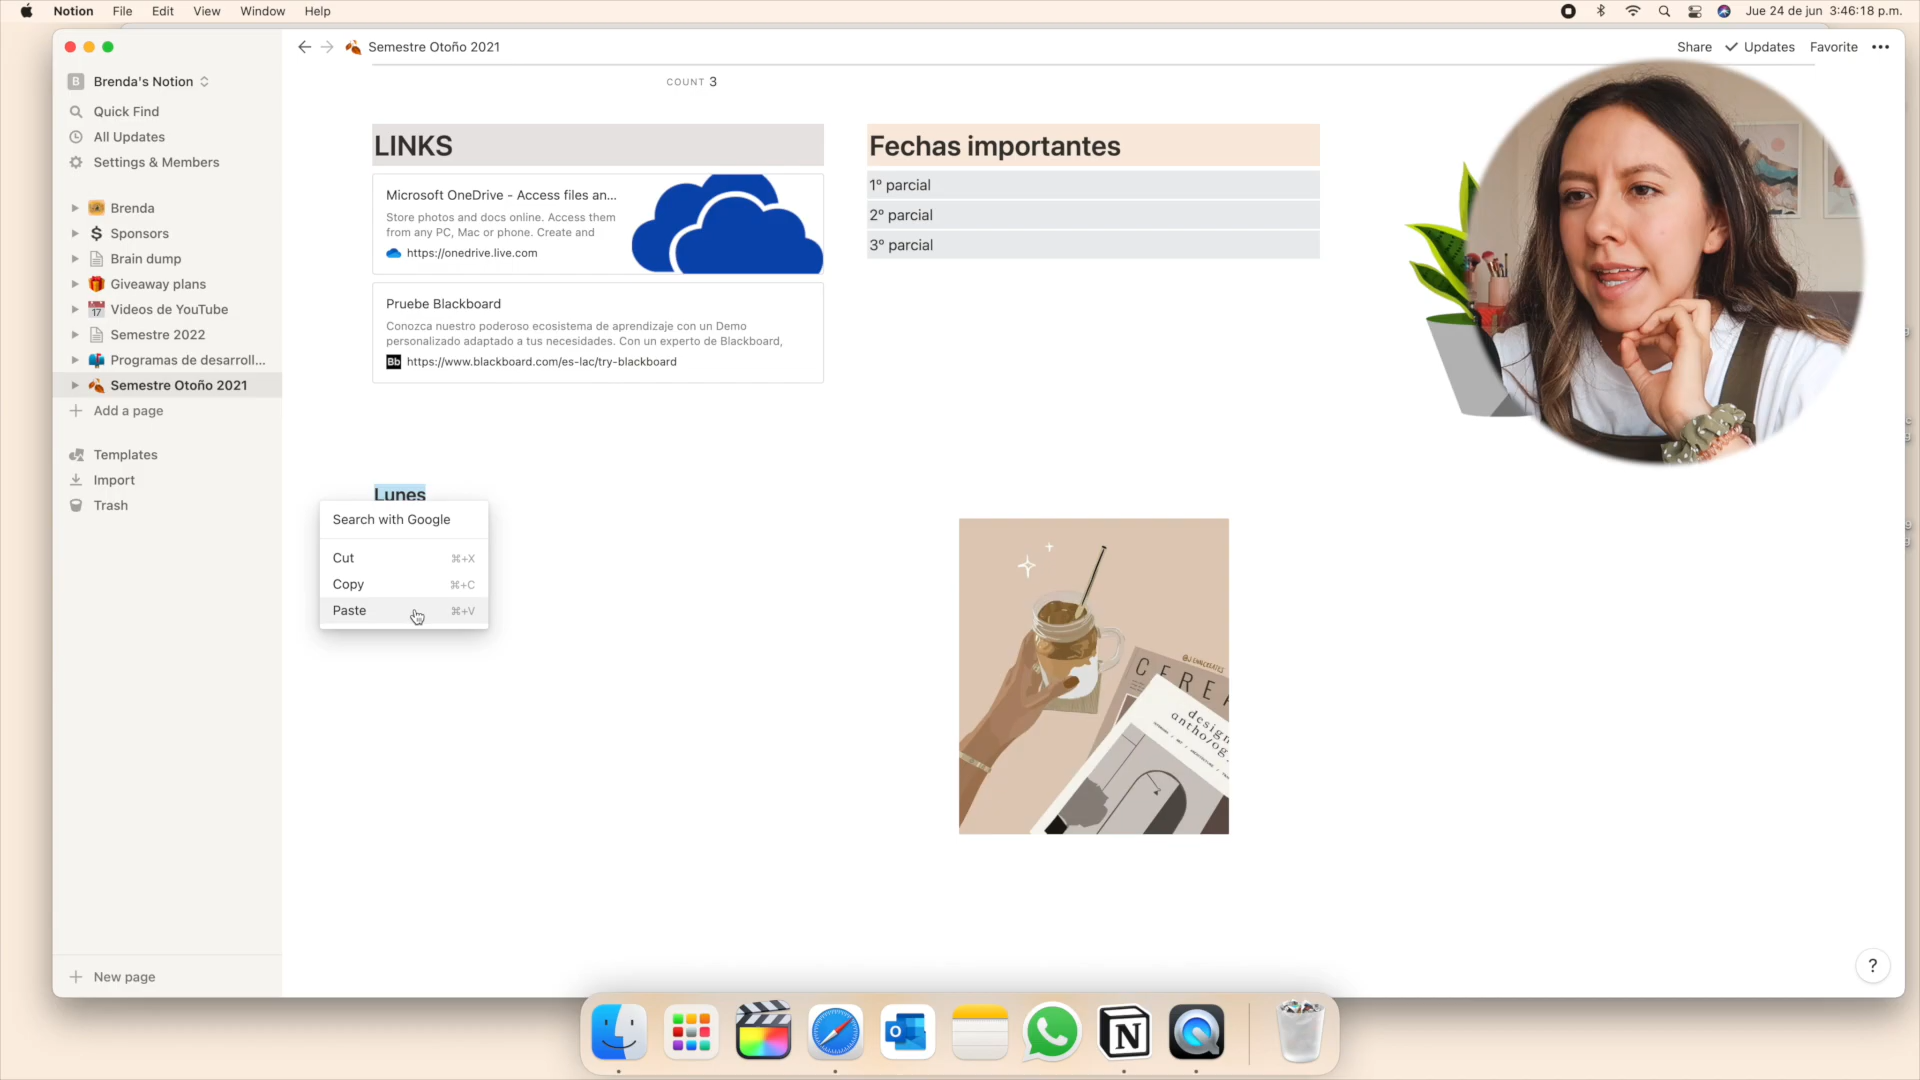 Notion File Edit View Window Help
Jue 24 de jun 3:46:18 p.m.
Semestre Otoño 2021
Share Updates Favorite
B Brenda's Notion
Quick Find
All Updates
Settings & Members
Brenda
Sponsors
Brain dump
Giveaway plans
Videos de YouTube
Semestre 2022
Programas de desarroll...
Semestre Otoño 2021
Add a page
Templates
Import
Trash
New page
COUNT 3
LINKS
Microsoft OneDrive - Access files an...
Store photos and docs online. Access them
from any PC, Mac or phone. Create and
https://onedrive.live.com
Pruebe Blackboard
Conozca nuestro poderoso ecosistema de aprendizaje con un Demo
personalizado adaptado a tus necesidades. Con un experto de Blackboard,
Bb https://www.blackboard.com/es-lac/try-blackboard
Fechas importantes
1º parcial
2º parcial
3º parcial
Lunes
Search with Google
Cut ⌘+X
Copy ⌘+C
Paste ⌘+V
CEREA
design
antho/og
?